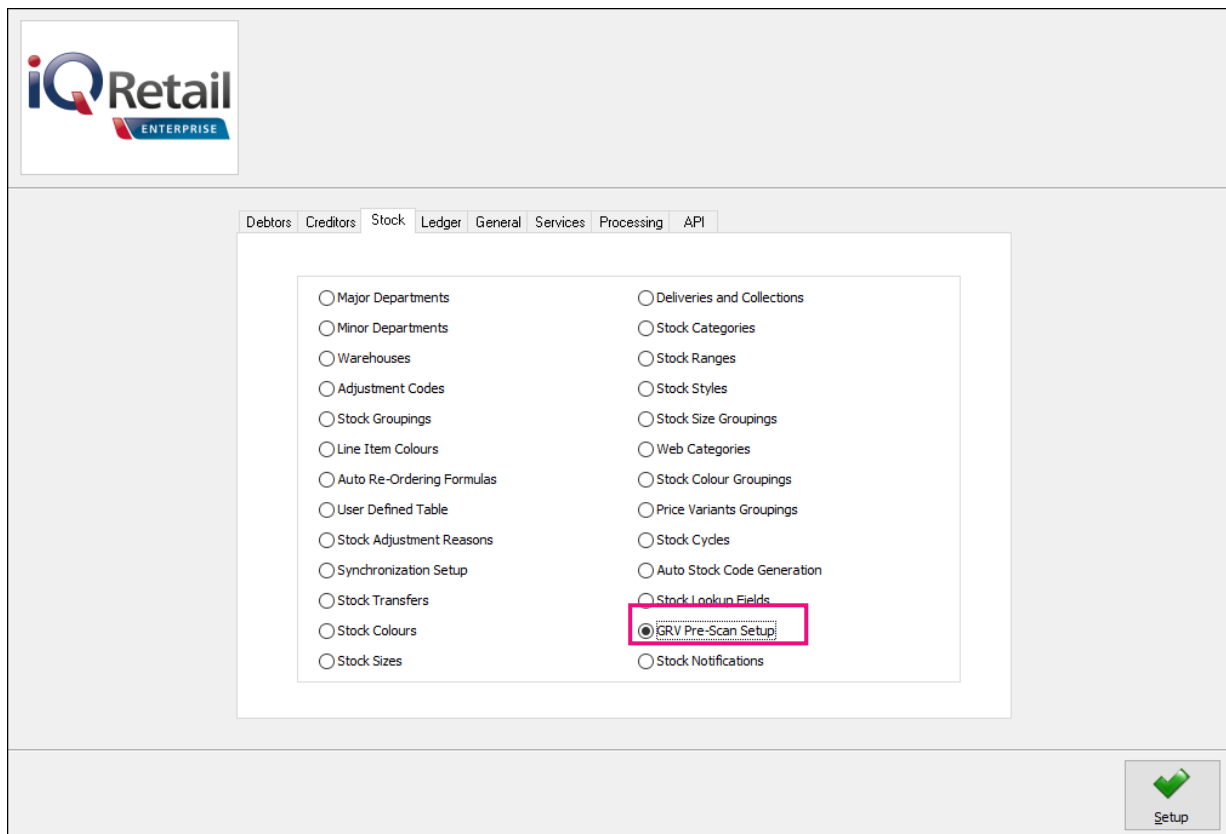 iQ Retail
ENTERPRISE
Debtors Creditors Stock Ledger General Services Processing API
Major Departments
Minor Departments
Warehouses
Adjustment Codes
Stock Groupings
Line Item Colours
Auto Re-Ordering Formulas
User Defined Table
Stock Adjustment Reasons
Synchronization Setup
Stock Transfers
Stock Colours
Stock Sizes
Deliveries and Collections
Stock Categories
Stock Ranges
Stock Styles
Stock Size Groupings
Web Categories
Stock Colour Groupings
Price Variants Groupings
Stock Cycles
Auto Stock Code Generation
Stock Lookup Fields
GRV Pre-Scan Setup
Stock Notifications
Setup